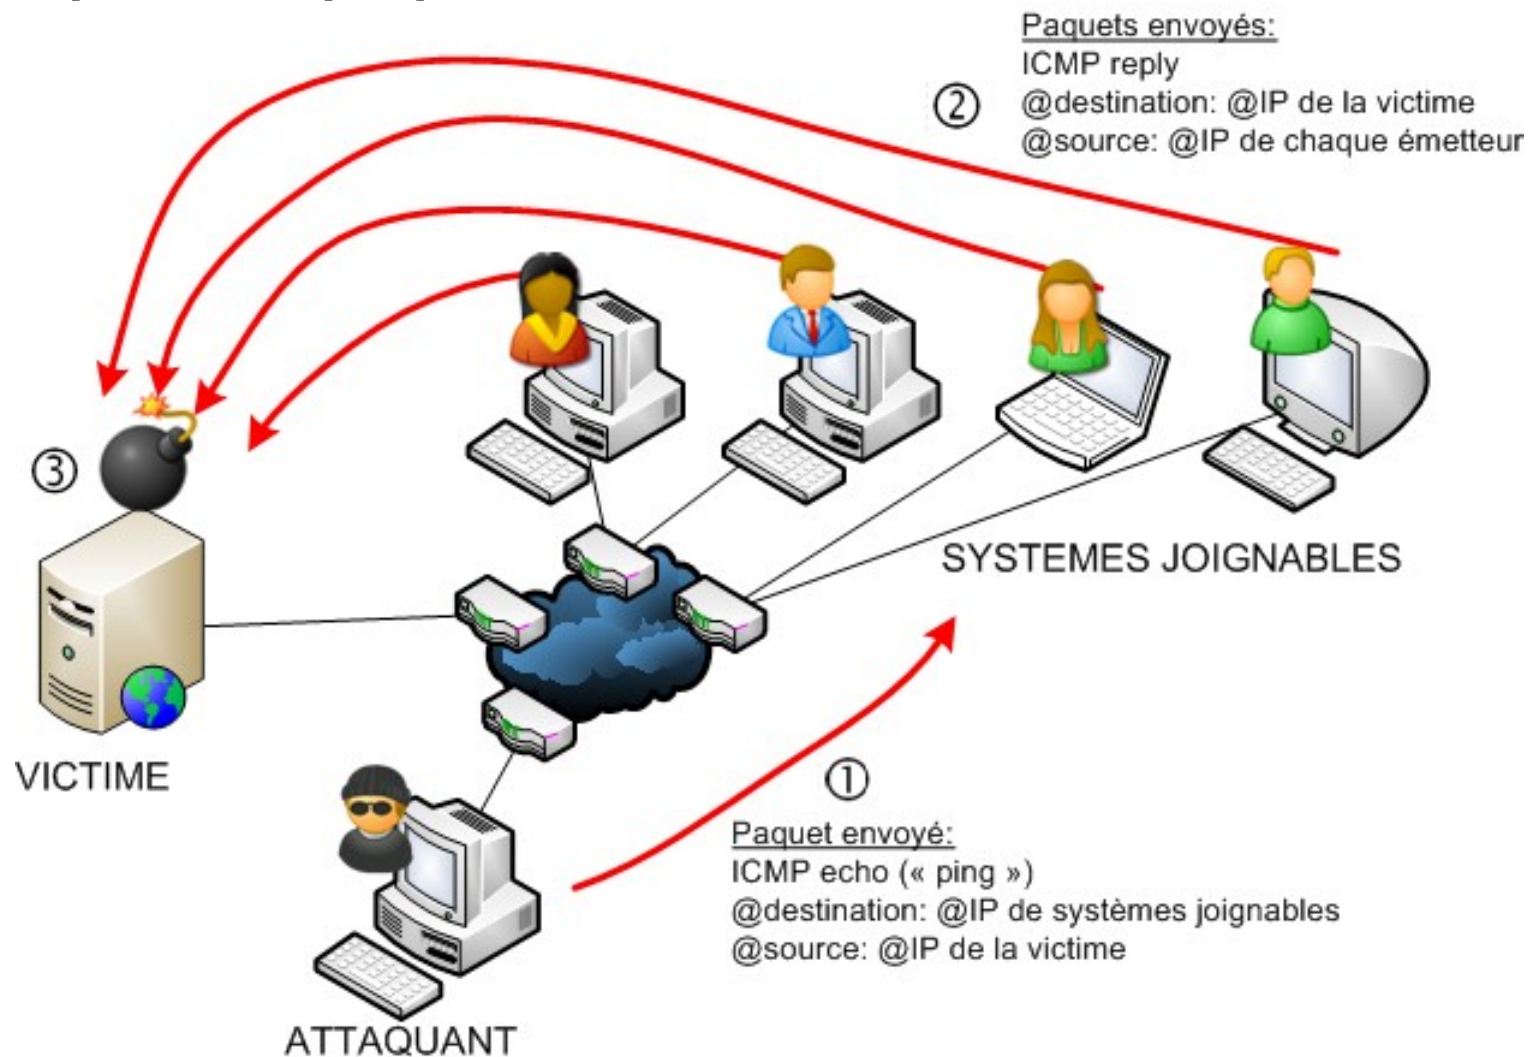 Paquets envoyés:
ICMP reply
@destination: @IP de la victime
@source: @IP de chaque émetteur
②
③
SYSTEMES JOIGNABLES
VICTIME
①
Paquet envoyé:
ICMP echo (« ping »)
@destination: @IP de systèmes joignables
@source: @IP de la victime
ATTAQUANT